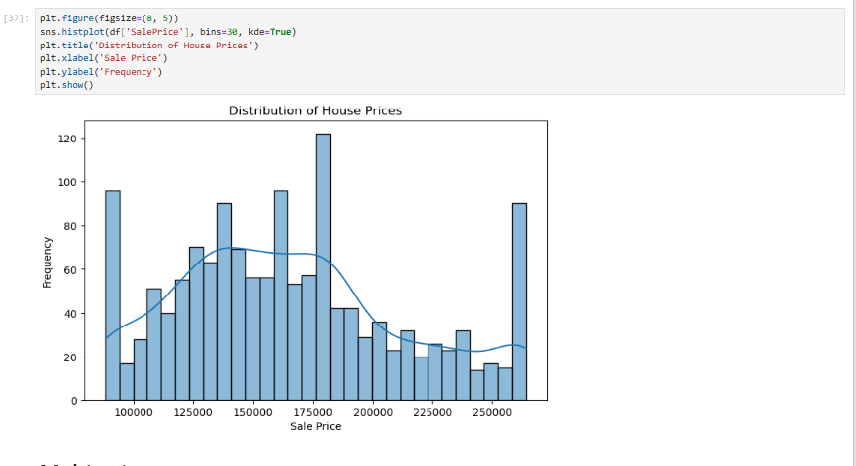 [37]: plt.figure(figsize=(8, 5))
sns.histplot(df['SalePrice'], bins=30, kde=True)
plt.title('Distribution of House Prices')
plt.xlabel('Sale Price')
plt.ylabel('Frequency')
plt.show()
Distribution of House Prices
120
100
80
60
40
20
0
Frequency
100000 125000 150000 175000 200000 225000 250000
Sale Price